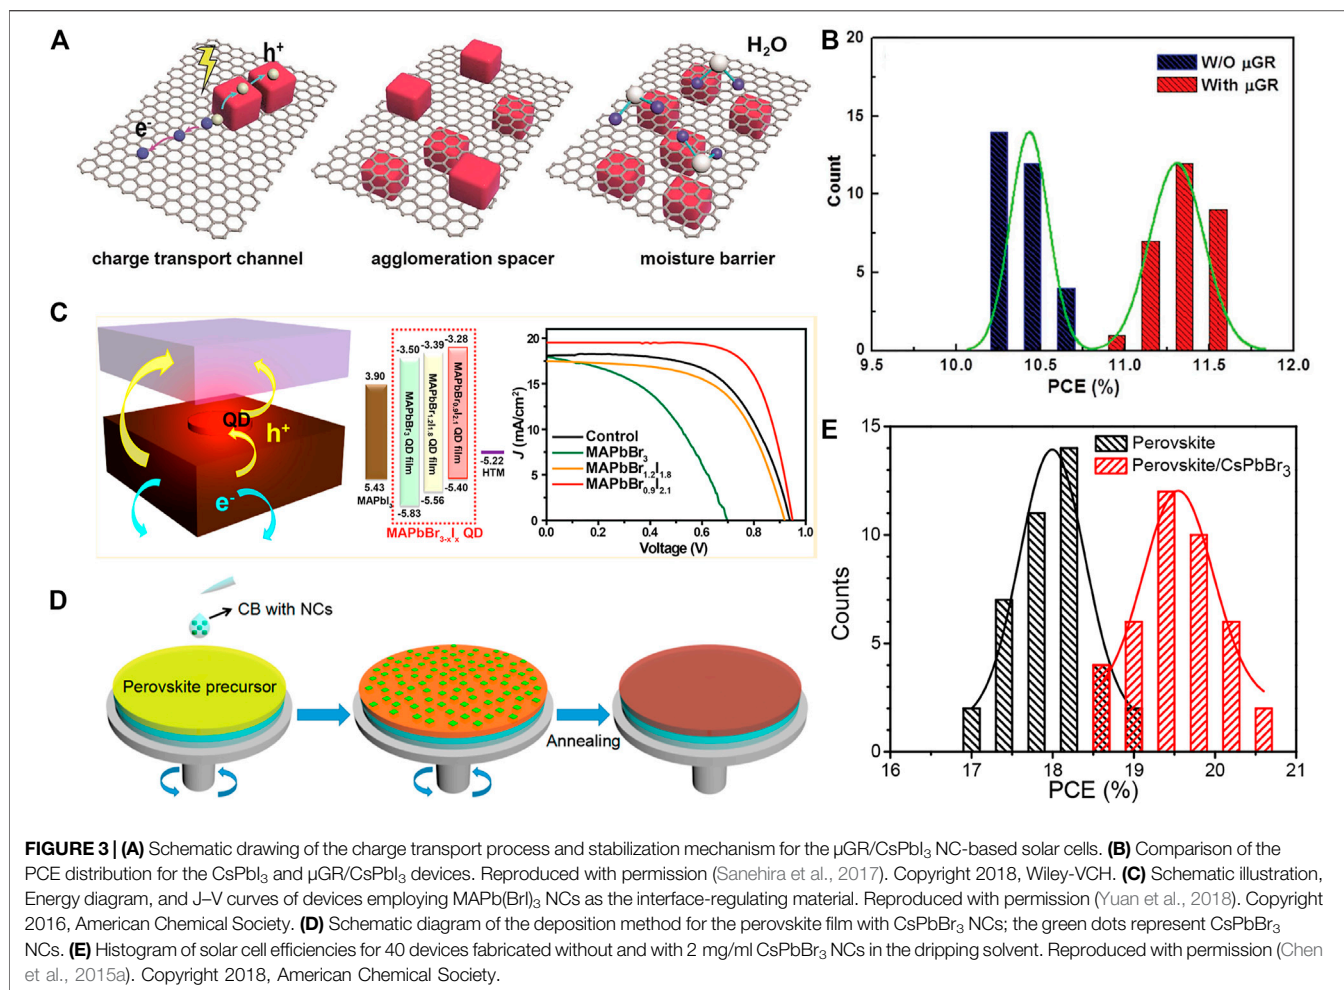 A
h⁺
e⁻
H₂O
charge transport channel
agglomeration spacer
moisture barrier
B
20
15
10
5
0
Count
W/O μGR
With μGR
9.5 10.0 10.5 11.0 11.5 12.0
PCE (%)
C
QD
h⁺
e⁻
3.90
5.43
MAPbI₃
-3.50
MAPbBr₃ QD film
-5.83
-3.39
MAPbBr₁.₂I₁.₈ QD film
-5.56
-3.28
MAPbBr₀.₉I₂.₁ QD film
-5.40
-5.22
HTM
MAPbBr₃₋ₓIₓ QD
J (mA/cm²)
20
15
10
5
0
Control
MAPbBr₃
MAPbBr₁.₂I₁.₈
MAPbBr₀.₉I₂.₁
0.0 0.2 0.4 0.6 0.8 1.0
Voltage (V)
D
CB with NCs
Perovskite precursor
Annealing
E
15
10
5
0
Counts
Perovskite
Perovskite/CsPbBr₃
16 17 18 19 20 21
PCE (%)
FIGURE 3 | (A) Schematic drawing of the charge transport process and stabilization mechanism for the μGR/CsPbI₃ NC-based solar cells. (B) Comparison of the
PCE distribution for the CsPbI₃ and μGR/CsPbI₃ devices. Reproduced with permission (Sanehira et al., 2017). Copyright 2018, Wiley-VCH. (C) Schematic illustration,
Energy diagram, and J–V curves of devices employing MAPb(BrI)₃ NCs as the interface-regulating material. Reproduced with permission (Yuan et al., 2018). Copyright
2016, American Chemical Society. (D) Schematic diagram of the deposition method for the perovskite film with CsPbBr₃ NCs; the green dots represent CsPbBr₃
NCs. (E) Histogram of solar cell efficiencies for 40 devices fabricated without and with 2 mg/ml CsPbBr₃ NCs in the dripping solvent. Reproduced with permission (Chen
et al., 2015a). Copyright 2018, American Chemical Society.